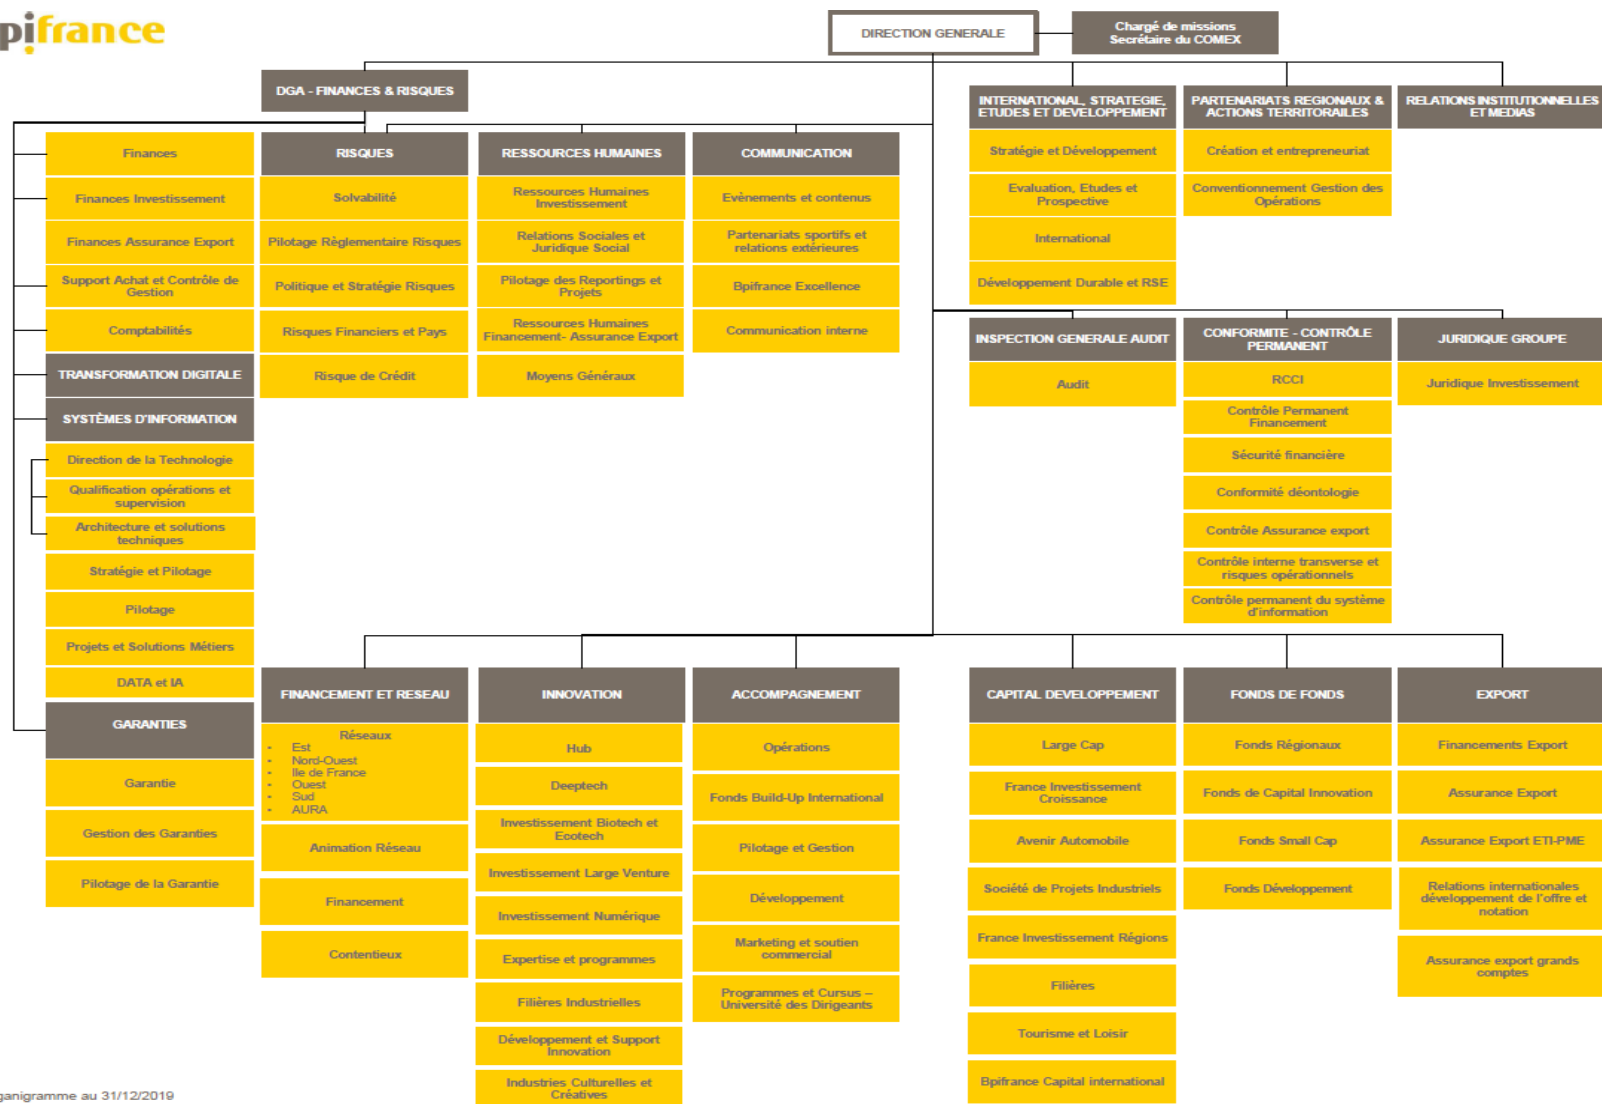 pifrance
DIRECTION GENERALE
Chargé de missions
Secrétaire du COMEX
DGA - FINANCES & RISQUES
INTERNATIONAL, STRATEGIE,
ETUDES ET DEVELOPPEMENT
PARTENARIATS REGIONAUX &
ACTIONS TERRITORAILES
RELATIONS INSTITUTIONNELLES
ET MEDIAS
Stratégie et Développement
Evaluation, Etudes et
Prospective
International
Développement Durable et RSE
Création et entrepreneuriat
Conventionnement Gestion des
Opérations
Finances
Finances Investissement
Finances Assurance Export
Support Achat et Contrôle de
Gestion
Comptabilités
TRANSFORMATION DIGITALE
SYSTÈMES D'INFORMATION
Direction de la Technologie
Qualification opérations et
supervision
Architecture et solutions
techniques
Stratégie et Pilotage
Pilotage
Projets et Solutions Métiers
DATA et IA
GARANTIES
Garantie
Gestion des Garanties
Pilotage de la Garantie
RISQUES
Solvabilité
Pilotage Règlementaire Risques
Politique et Stratégie Risques
Risques Financiers et Pays
Risque de Crédit
RESSOURCES HUMAINES
Ressources Humaines
Investissement
Relations Sociales et
Juridique Social
Pilotage des Reportings et
Projets
Ressources Humaines
Financement- Assurance Export
Moyens Généraux
COMMUNICATION
Evènements et contenus
Partenariats sportifs et
relations extérieures
Bpifrance Excellence
Communication interne
INSPECTION GENERALE AUDIT
Audit
CONFORMITE - CONTRÔLE
PERMANENT
RCCI
Contrôle Permanent
Financement
Sécurité financière
Conformité déontologie
Contrôle Assurance export
Contrôle interne transverse et
risques opérationnels
Contrôle permanent du système
d'information
JURIDIQUE GROUPE
Juridique Investissement
FINANCEMENT ET RESEAU
Réseaux
• Est
• Nord-Ouest
• Ile de France
• Ouest
• Sud
• AURA
Animation Réseau
Financement
Contentieux
INNOVATION
Hub
Deeptech
Investissement Biotech et
Ecotech
Investissement Large Venture
Investissement Numérique
Expertise et programmes
Filières Industrielles
Développement et Support
Innovation
Industries Culturelles et
Créatives
ACCOMPAGNEMENT
Opérations
Fonds Build-Up International
Pilotage et Gestion
Développement
Marketing et soutien
commercial
Programmes et Cursus –
Université des Dirigeants
CAPITAL DEVELOPPEMENT
Large Cap
France Investissement
Croissance
Avenir Automobile
Société de Projets Industriels
France Investissement Régions
Filières
Tourisme et Loisir
Bpifrance Capital international
FONDS DE FONDS
Fonds Régionaux
Fonds de Capital Innovation
Fonds Small Cap
Fonds Développement
EXPORT
Financements Export
Assurance Export
Assurance Export ETI-PME
Relations internationales
développement de l'offre et
notation
Assurance export grands
comptes
ganigramme au 31/12/2019